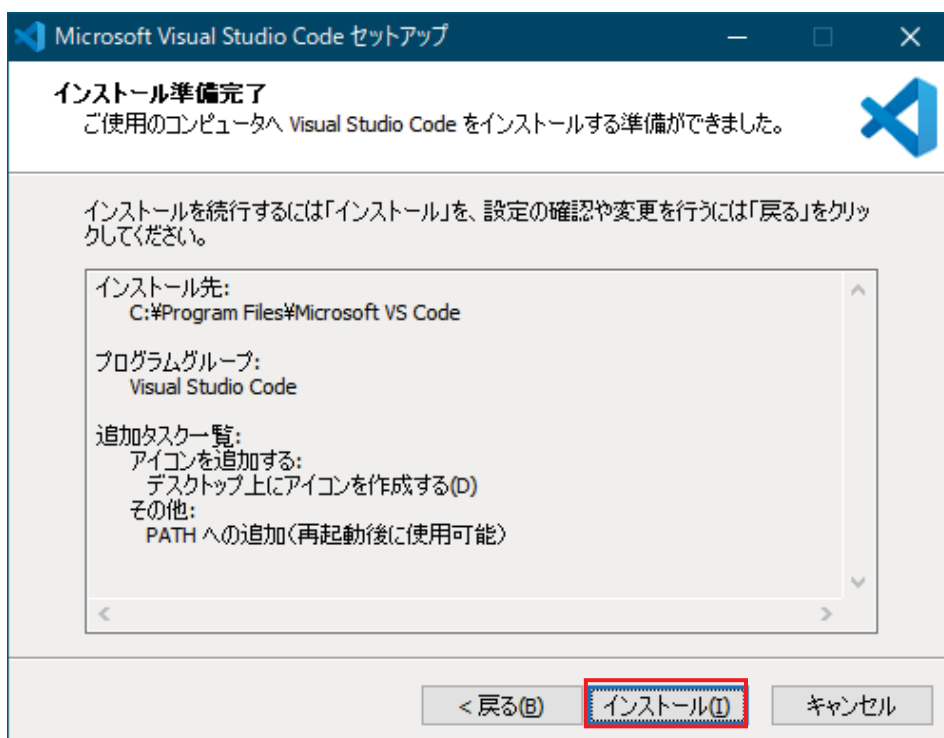 Microsoft Visual Studio Code セットアップ
インストール準備完了
ご使用のコンピュータへ Visual Studio Code をインストールする準備ができました。
インストールを続行するには「インストール」を、設定の確認や変更を行うには「戻る」をクリッ
クしてください。
インストール先:
C:¥Program Files¥Microsoft VS Code
プログラムグループ:
Visual Studio Code
追加タスク一覧:
アイコンを追加する:
デスクトップ上にアイコンを作成する(D)
その他:
PATH への追加(再起動後に使用可能)
< 戻る(B)
インストール(I)
キャンセル